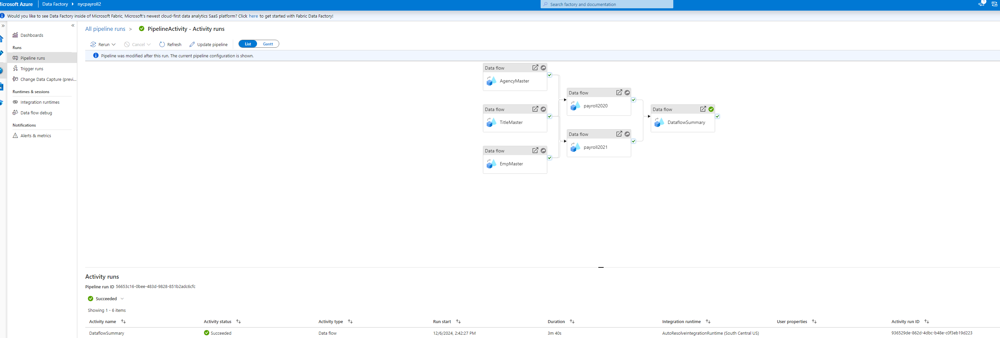 Microsoft Azure | Data Factory nycpayroll2
Search factory and documentation
1
Would you like to see Data Factory inside of Microsoft Fabric, Microsoft's newest cloud-first data analytics SaaS platform? Click here to get started with Fabric Data Factory!
Dashboards
Runs
Pipeline runs
Trigger runs
Change Data Capture (previ...
Runtimes & sessions
Integration runtimes
Data flow debug
Notifications
Alerts & metrics
All pipeline runs > PipelineActivity - Activity runs
Rerun Cancel Refresh Update pipeline List Gantt
Pipeline was modified after this run. The current pipeline configuration is shown.
Data flow
AgencyMaster
Data flow
TitleMaster
Data flow
EmpMaster
Data flow
payroll2020
Data flow
payroll2021
Data flow
DataflowSummary
Activity runs
Pipeline run ID 56653c16-0bee-483d-9828-851b2adc6cfc
Succeeded
Showing 1 - 6 items
Activity name Activity status Activity type Run start Duration Integration runtime User properties Activity run ID
DataflowSummary Succeeded Data flow 12/6/2024, 2:42:27 PM 3m 40s AutoResolveIntegrationRuntime (South Central US) 936529de-862d-4dbc-b48e-c0f3eb19d223